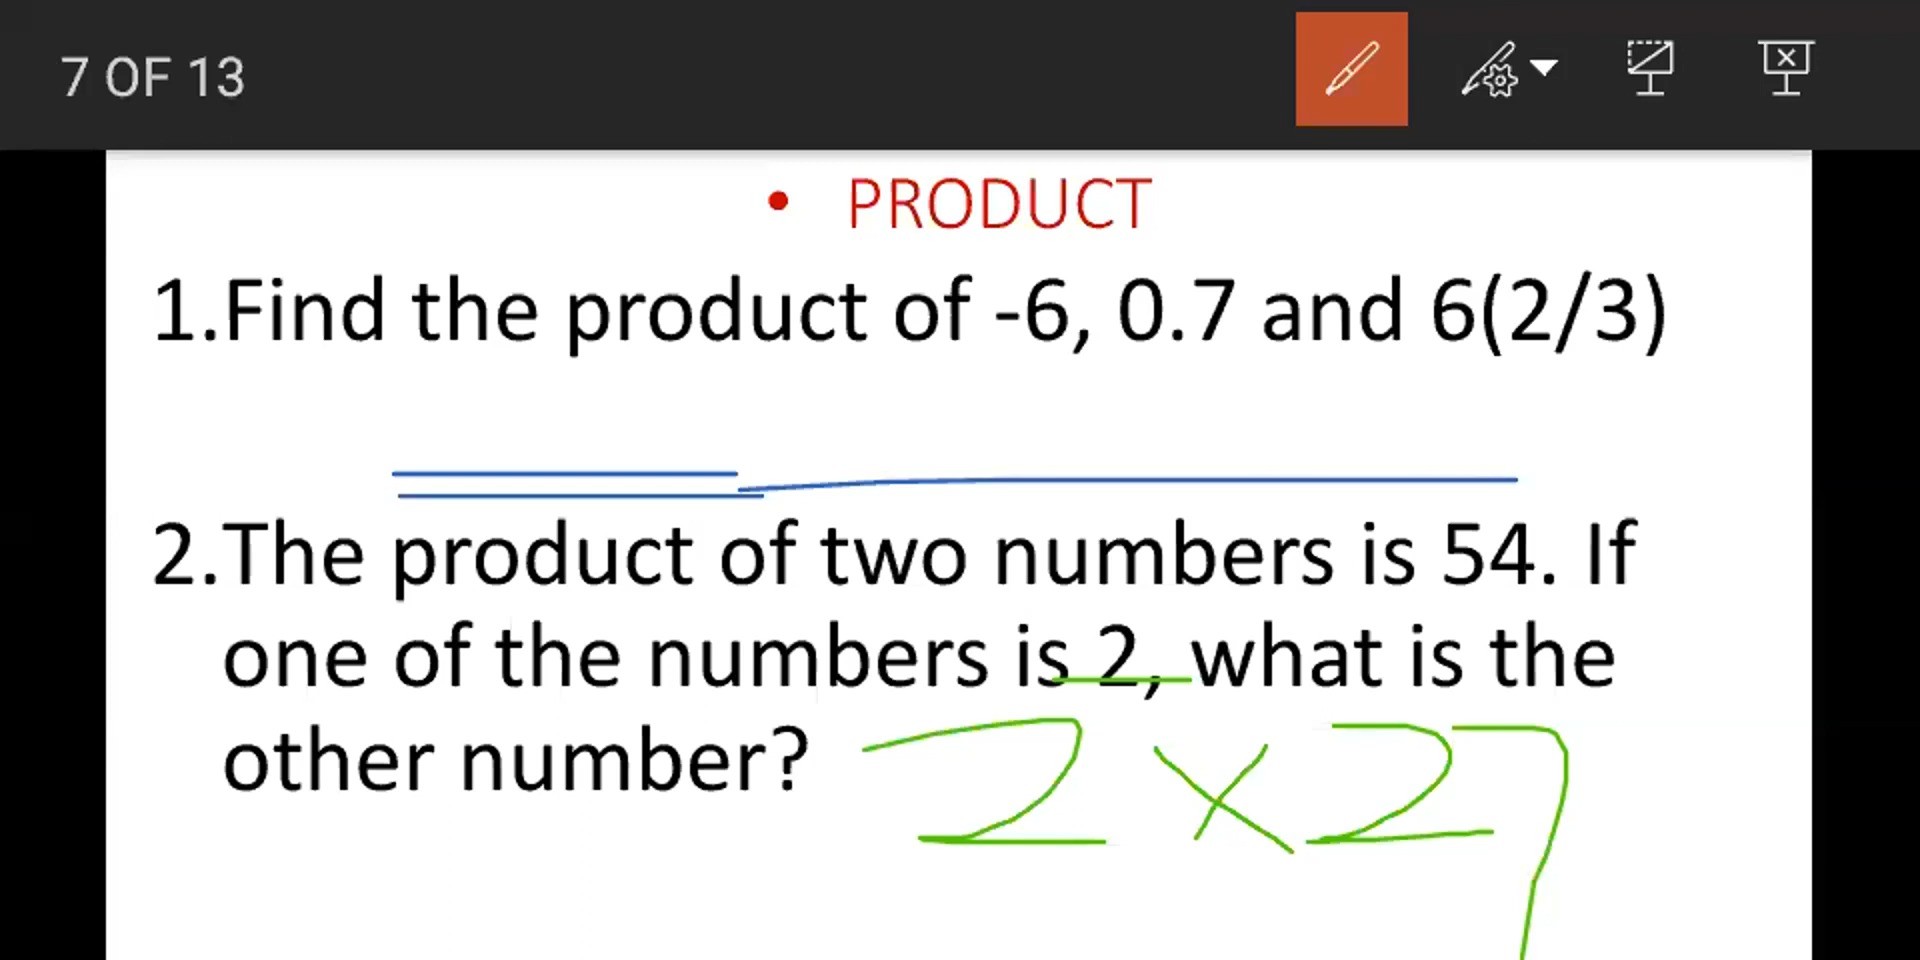 7 OF 13
• PRODUCT
1.Find the product of -6, 0.7 and 6(2/3)
2.The product of two numbers is 54. If
one of the numbers is 2, what is the
other number? 2 × 27